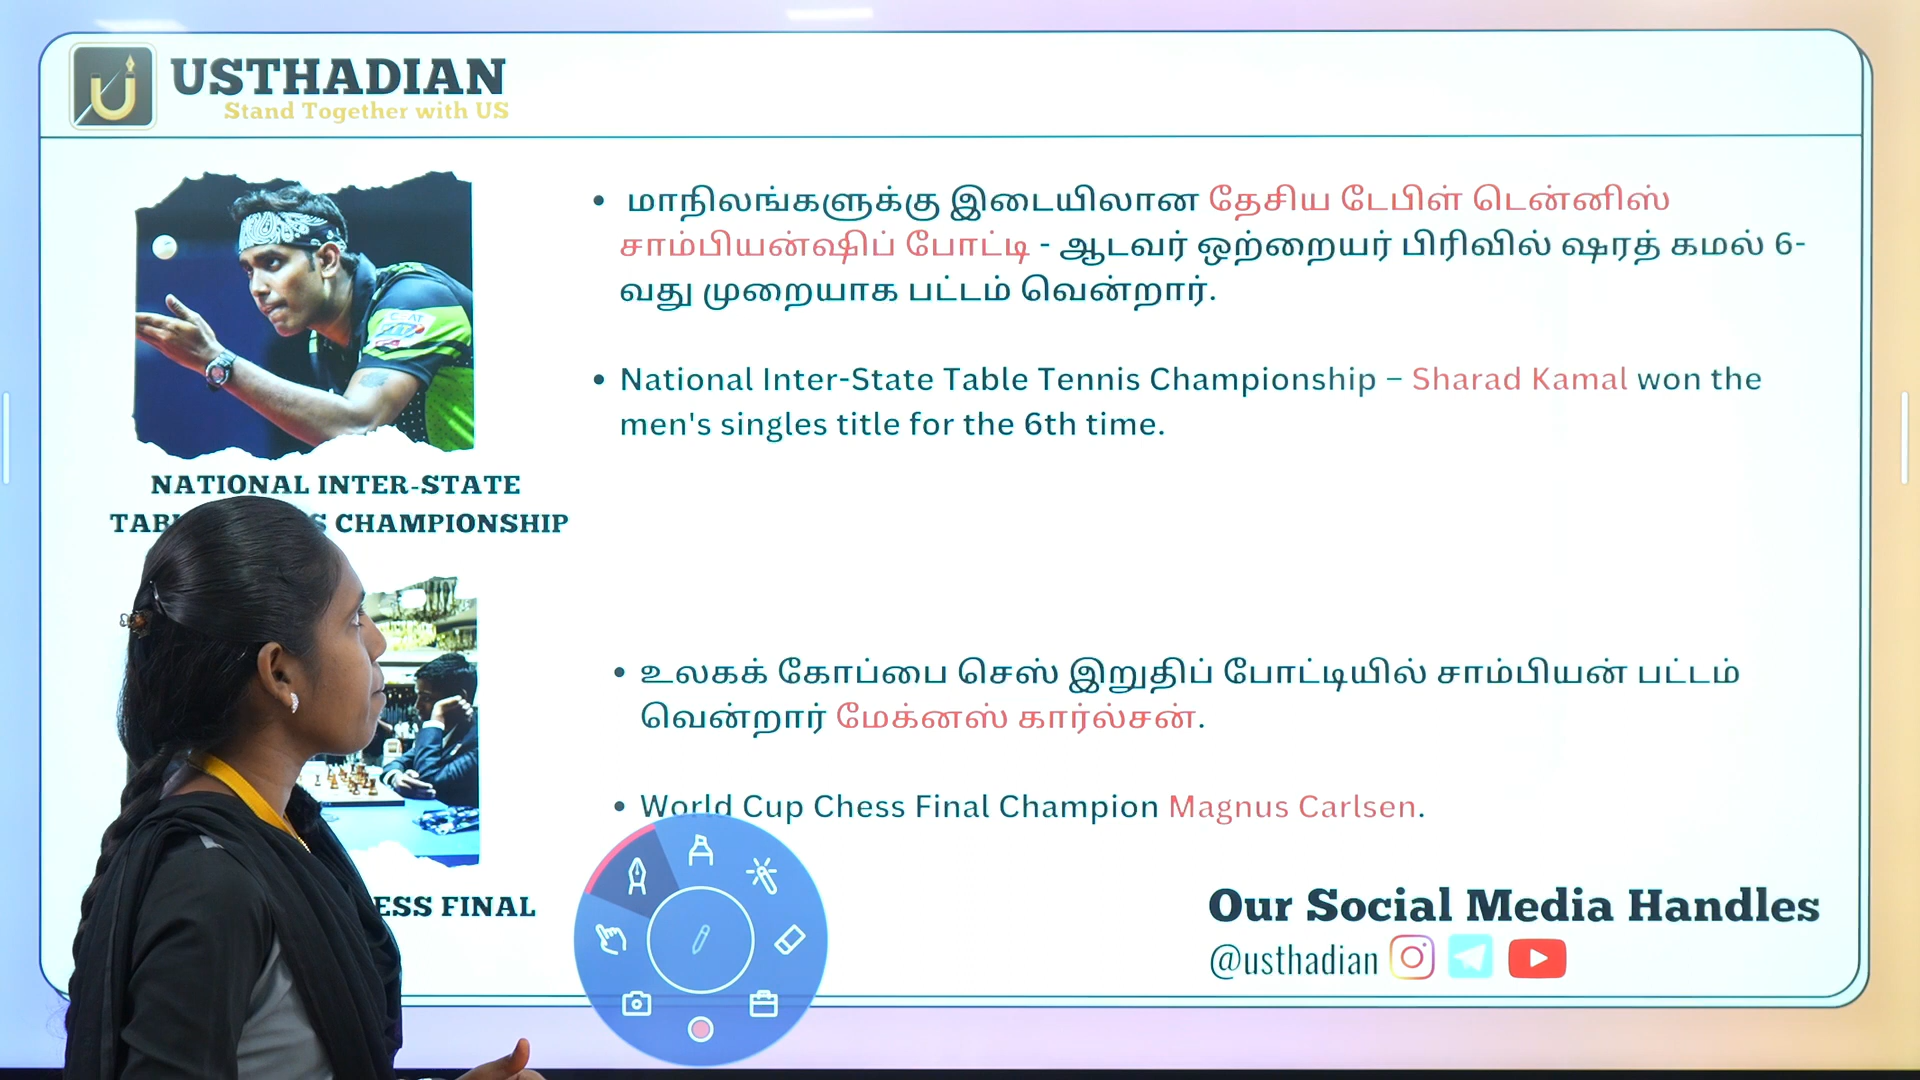 USTHADIAN
Stand Together with US
• மாநிலங்களுக்கு இடையிலான தேசிய டேபிள் டென்னிஸ்
சாம்பியன்ஷிப் போட்டி - ஆடவர் ஒற்றையர் பிரிவில் ஷரத் கமல் 6-
வது முறையாக பட்டம் வென்றார்.
• National Inter-State Table Tennis Championship – Sharad Kamal won the
men's singles title for the 6th time.
NATIONAL INTER-STATE
CHAMPIONSHIP
• உலகக் கோப்பை செஸ் இறுதிப் போட்டியில் சாம்பியன் பட்டம்
வென்றார் மேக்னஸ் கார்ல்சன்.
• World Cup Chess Final Champion Magnus Carlsen.
FINAL
Our Social Media Handles
@usthadian